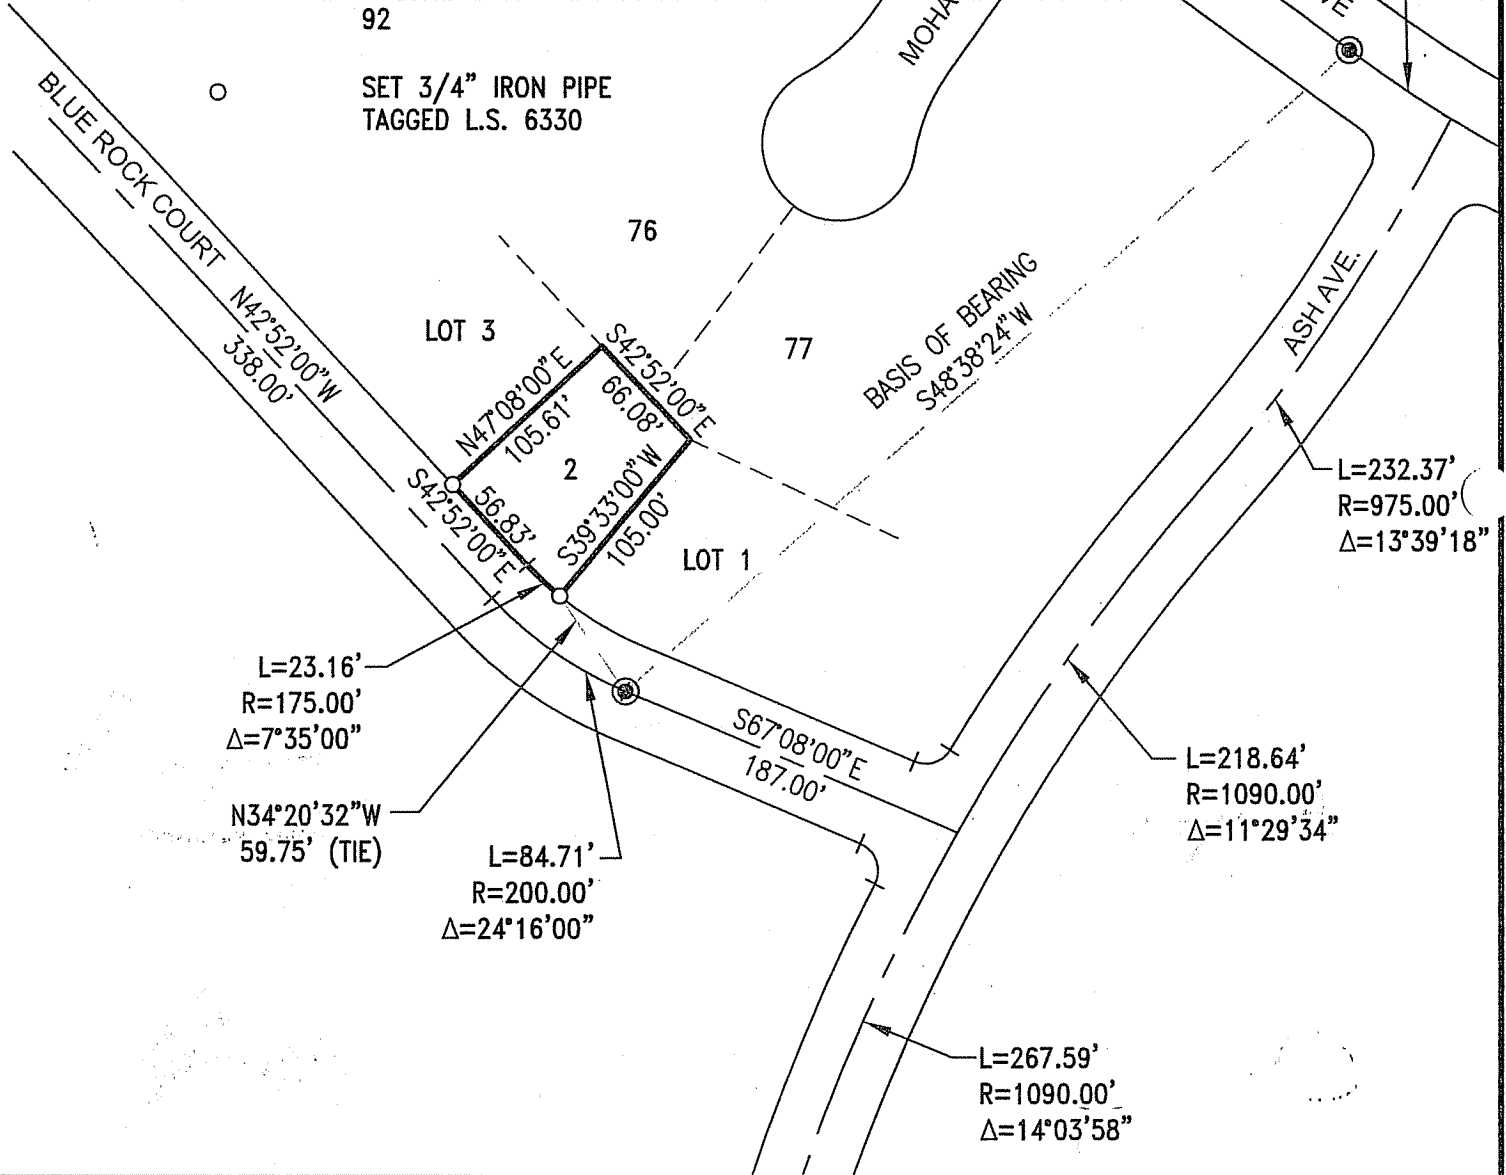 92
SET 3/4" IRON PIPE
TAGGED L.S. 6330
MOHA
VE
BLUE ROCK COURT
N42°52'00"W
338.00'
76
LOT 3
77
BASIS OF BEARING
S48°38'24"W
ASH AVE.
N47°08'00"E
105.61'
S42°52'00"E
66.08'
2
S42°52'00"E
56.83'
S39°33'00"W
105.00'
LOT 1
L=232.37'
R=975.00'
Δ=13°39'18"
L=23.16'
R=175.00'
Δ=7°35'00"
S67°08'00"E
187.00'
L=218.64'
R=1090.00'
Δ=11°29'34"
N34°20'32"W
59.75' (TIE)
L=84.71'
R=200.00'
Δ=24°16'00"
L=267.59'
R=1090.00'
Δ=14°03'58"